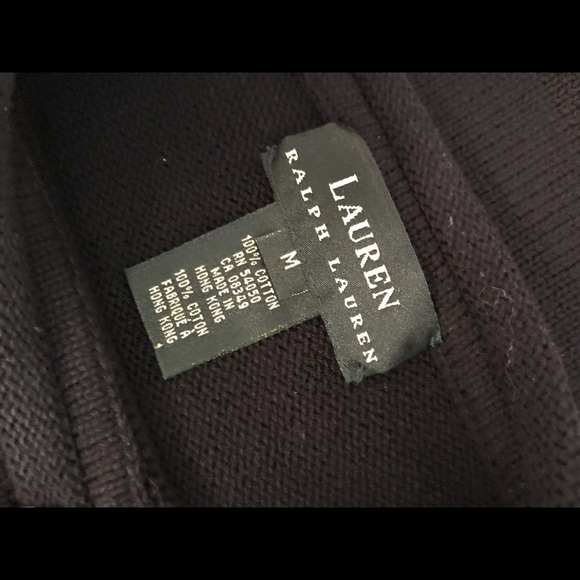 LAUREN
RALPH LAUREN
M
100% COTTON
RN 54050
CA 08349
MADE IN
HONG KONG
100% COTON
FABRIQUÉ À
HONG KONG